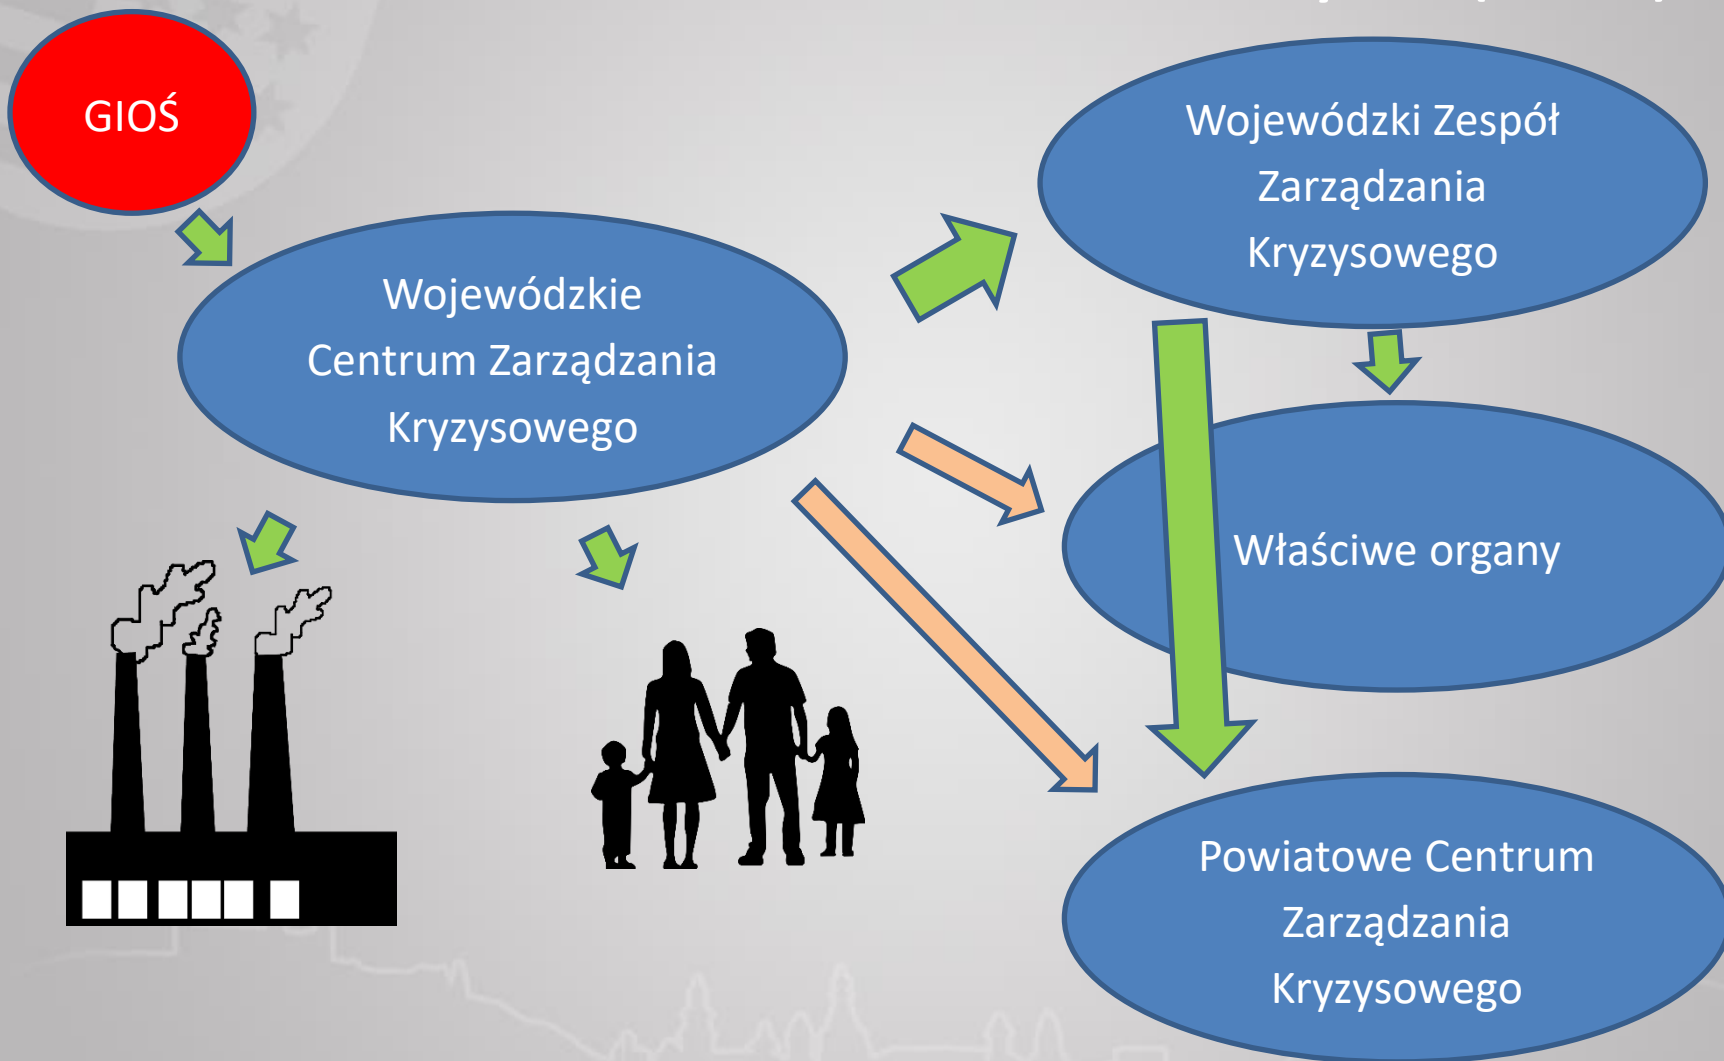 GIOŚ
Wojewódzkie
Centrum Zarządzania
Kryzysowego
Wojewódzki Zespół
Zarządzania
Kryzysowego
Właściwe organy
Powiatowe Centrum
Zarządzania
Kryzysowego